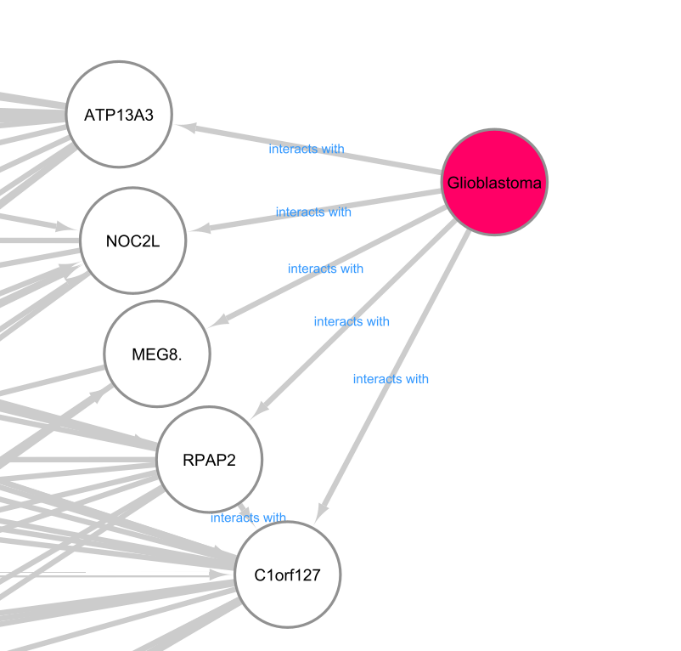 ATP13A3
interacts with
Glioblastoma
interacts with
NOC2L
interacts with
interacts with
MEG8.
interacts with
RPAP2
interacts with
C1orf127